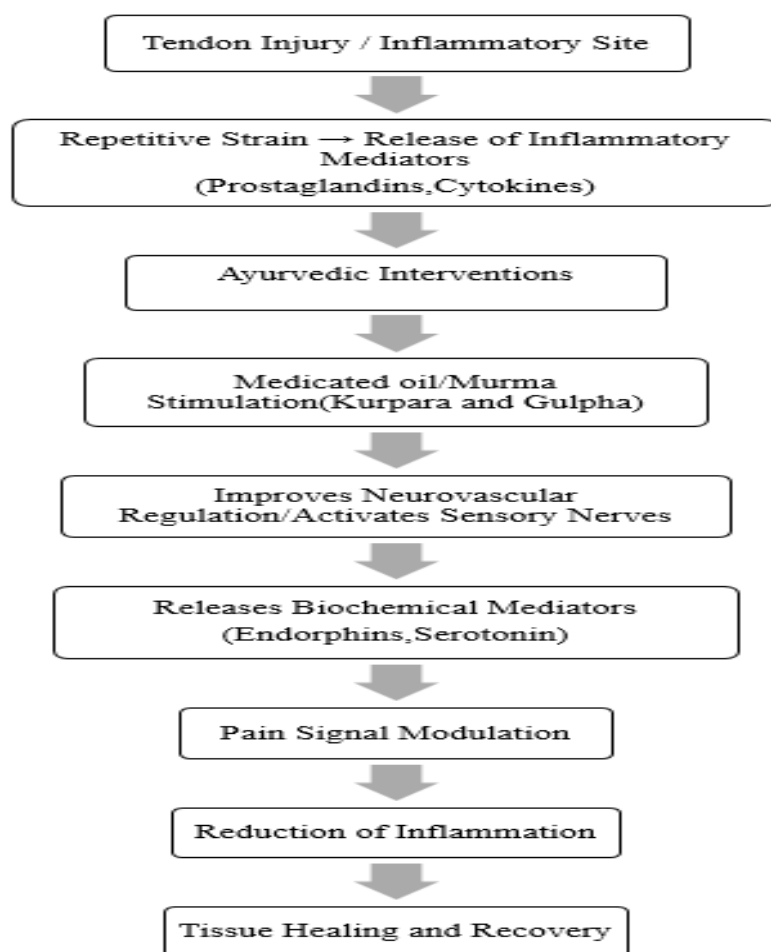 Tendon Injury / Inflammatory Site
Repetitive Strain → Release of Inflammatory
Mediators
(Prostaglandins,Cytokines)
Ayurvedic Interventions
Medicated oil/Murma
Stimulation(Kurpara and Gulpha)
Improves Neurovascular
Regulation/Activates Sensory Nerves
Releases Biochemical Mediators
(Endorphins,Serotonin)
Pain Signal Modulation
Reduction of Inflammation
Tissue Healing and Recovery